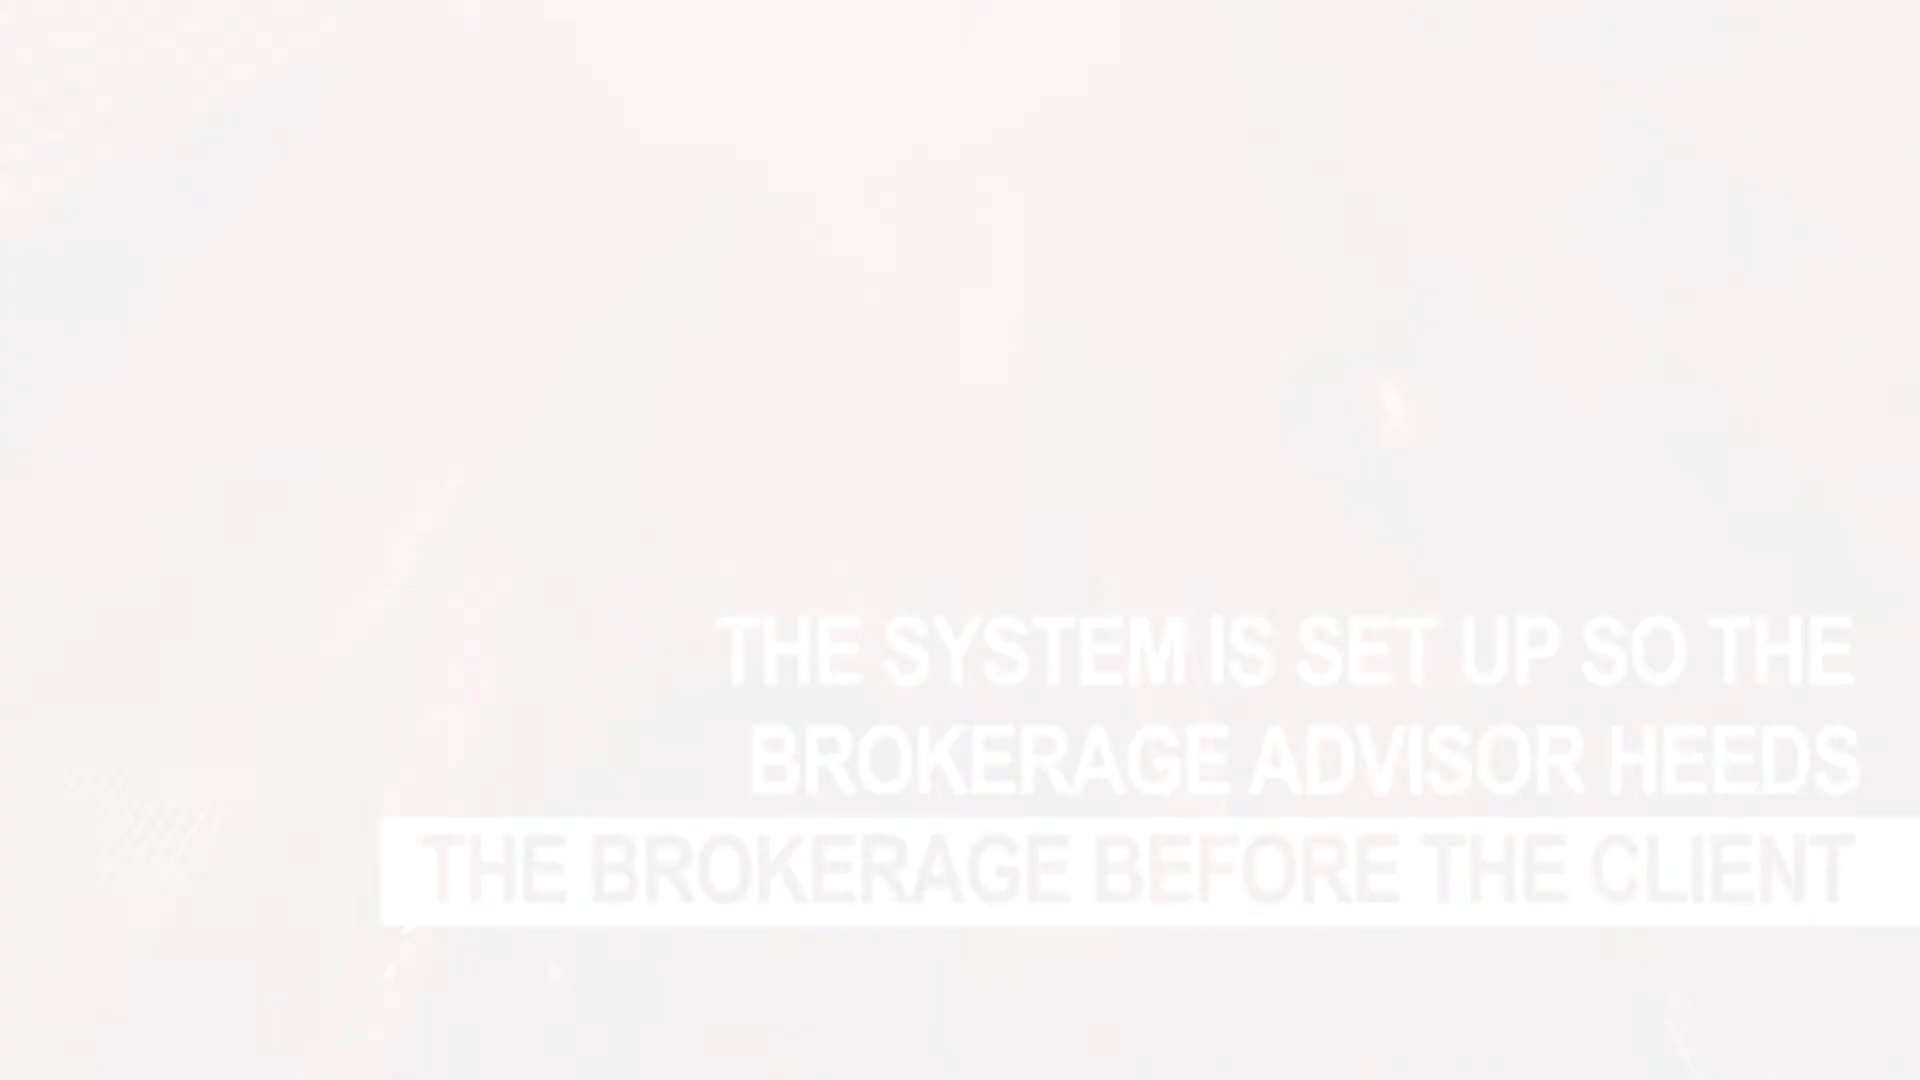 THE SYSTEM IS SET UP SO THE
BROKERAGE ADVISOR HEEDS
THE BROKERAGE BEFORE THE CLIENT